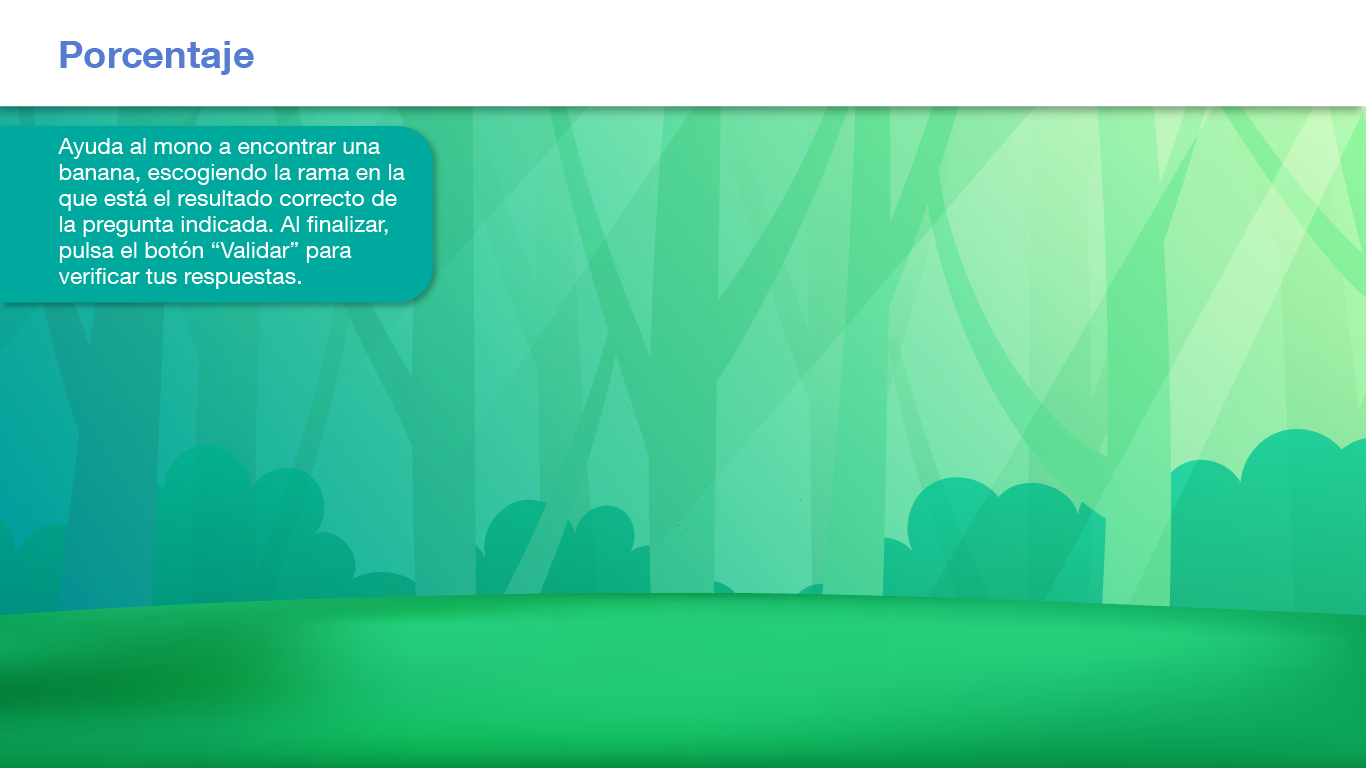 Porcentaje
Ayuda al mono a encontrar una
banana, escogiendo la rama en la
que está el resultado correcto de
la pregunta indicada. Al finalizar,
pulsa el botón “Validar” para
verificar tus respuestas.